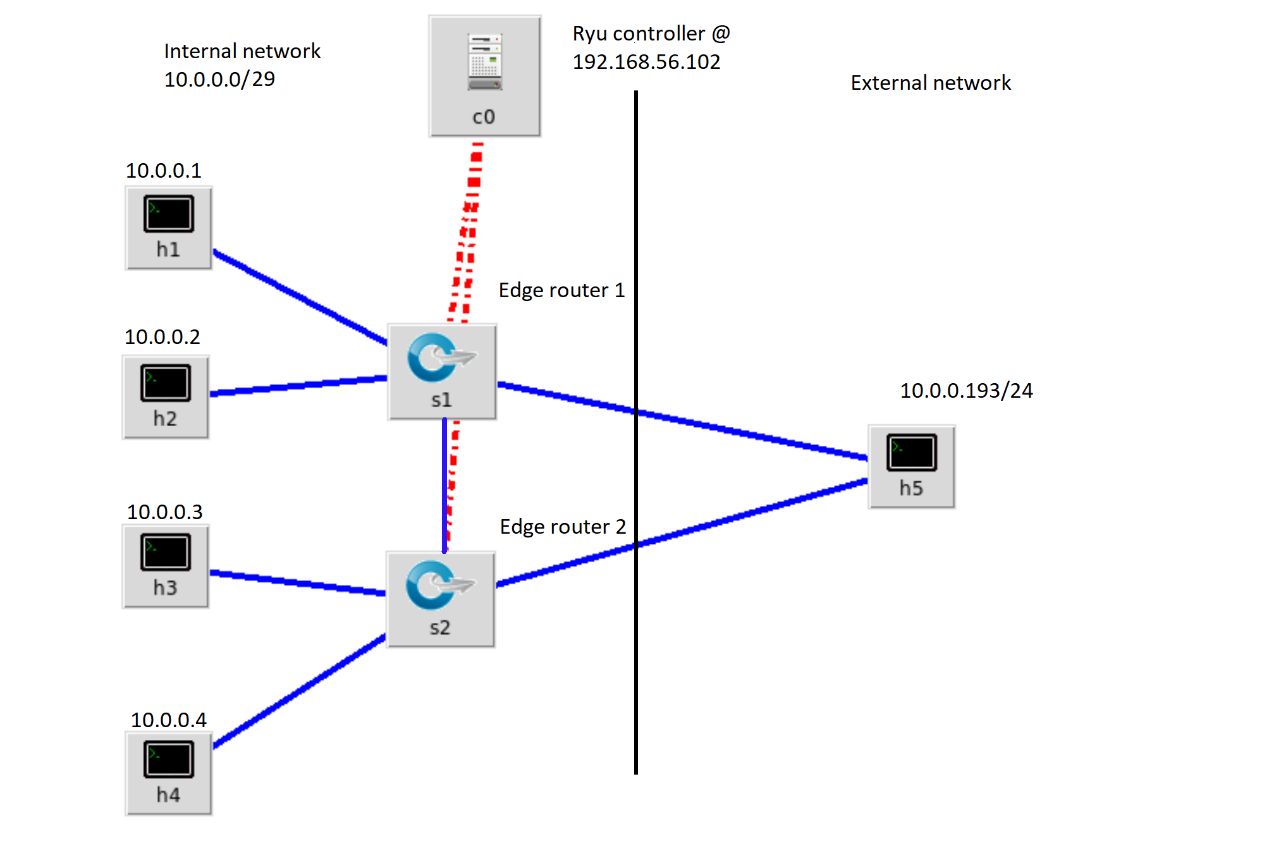 Internal network
10.0.0.0/29
Ryu controller @
192.168.56.102
External network
c0
10.0.0.1
h1
Edge router 1
10.0.0.2
h2
s1
10.0.0.193/24
h5
10.0.0.3
h3
Edge router 2
s2
10.0.0.4
h4